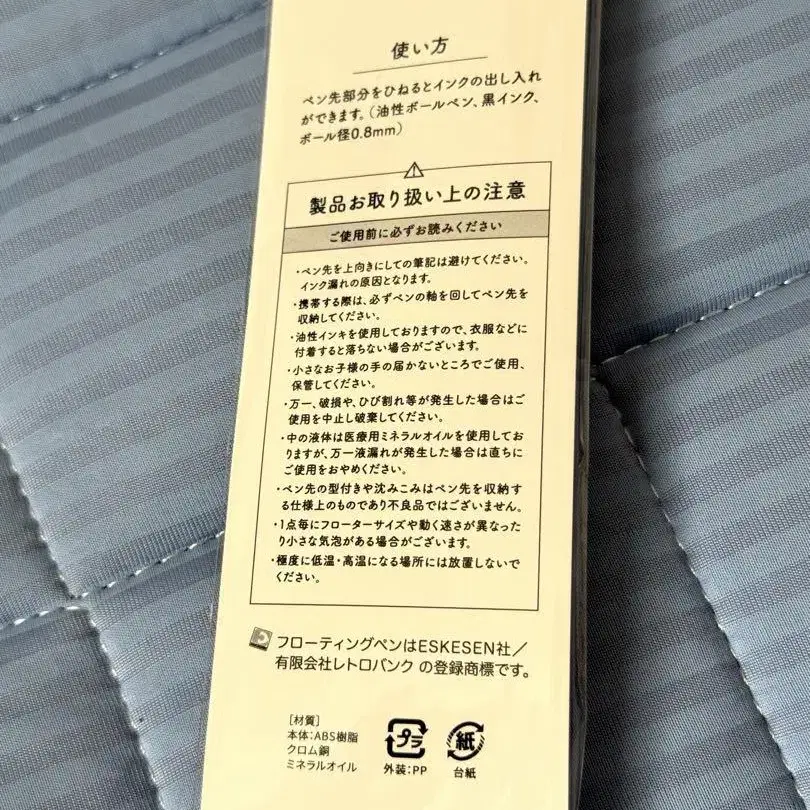 使い方
ペン先部分をひねるとインクの出し入れ
ができます。(油性ボールペン、黒インク、
ボール径0.8mm)
製品お取り扱い上の注意
ご使用前に必ずお読みください
・ペン先を上向きにしての筆記は避けてください。
インク漏れの原因となります。
・携帯する際は、必ずペンの軸を回してペン先を
収納してください。
・油性インキを使用しておりますので、衣服などに
付着すると落ちない場合がございます。
・小さなお子様の手の届かないところでご使用、
保管してください。
・万一、破損や、ひび割れ等が発生した場合はご
使用を中止し破棄してください。
・中の液体は医療用ミネラルオイルを使用してお
りますが、万一液漏れが発生した場合は直ちに
ご使用をおやめください。
・ペン先の型付きや沈みこみはペン先を収納す
る仕様上のものであり不良品ではございません。
・1点毎にフローターサイズや動く速さが異なった
り小さな気泡がある場合がございます。
・極度に低温・高温になる場所には放置しないで
ください。
フローティングペンはESKESEN社/
有限会社レトロバンク の登録商標です。
[材質]
本体:ABS樹脂
クロム銅
ミネラルオイル
プラ
外装:PP
紙
台紙